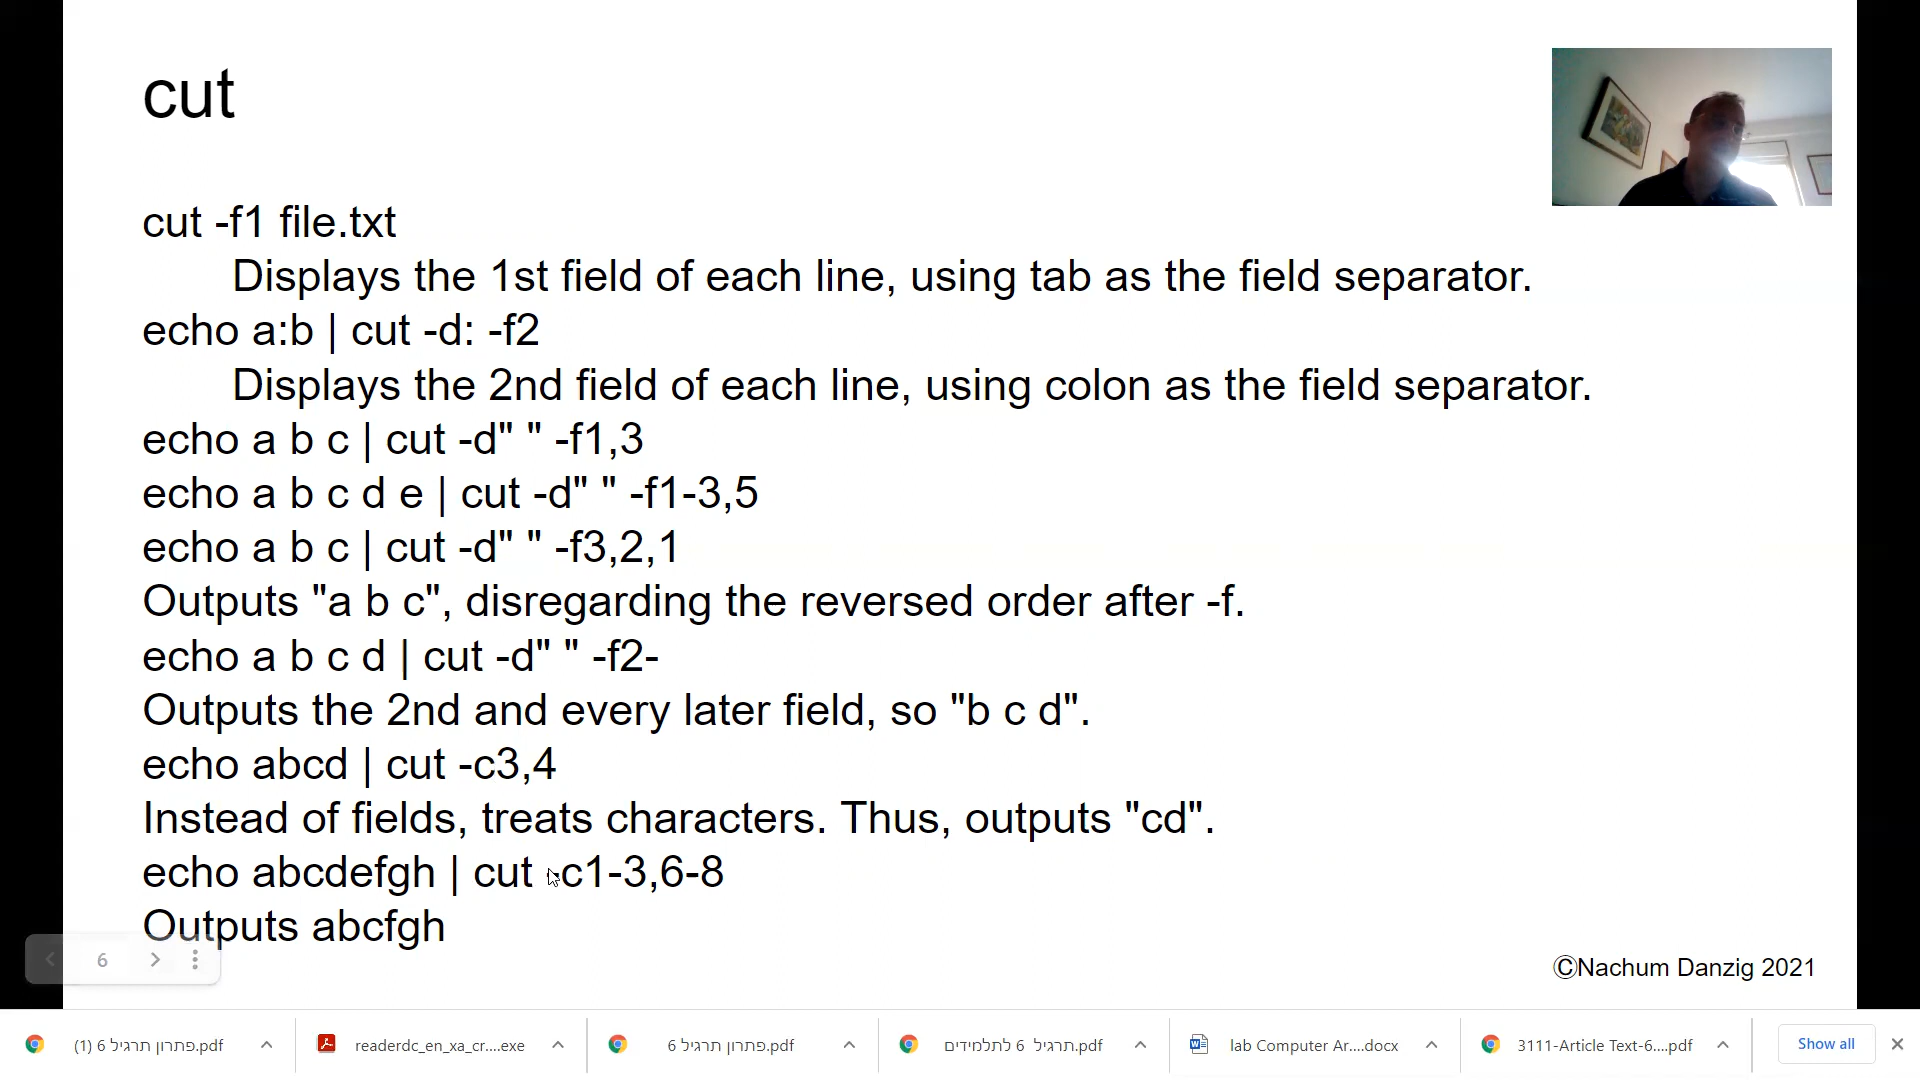 cut
cut -f1 file.txt
Displays the 1st field of each line, using tab as the field separator.
echo a:b | cut -d: -f2
Displays the 2nd field of each line, using colon as the field separator.
echo a b c | cut -d" " -f1,3
echo a b c d e | cut -d" " -f1-3,5
echo a b c | cut -d" " -f3,2,1
Outputs "a b c", disregarding the reversed order after -f.
echo a b c d | cut -d" " -f2-
Outputs the 2nd and every later field, so "b c d".
echo abcd | cut -c3,4
Instead of fields, treats characters. Thus, outputs "cd".
echo abcdefgh | cut -c1-3,6-8
Outputs abcfgh
6
ⒸNachum Danzig 2021
פתרון תרגיל 6 (1).pdf
readerdc_en_xa_cr....exe
פתרון תרגיל 6.pdf
תרגיל 6 לתלמידים.pdf
lab Computer Ar....docx
3111-Article Text-6....pdf
Show all